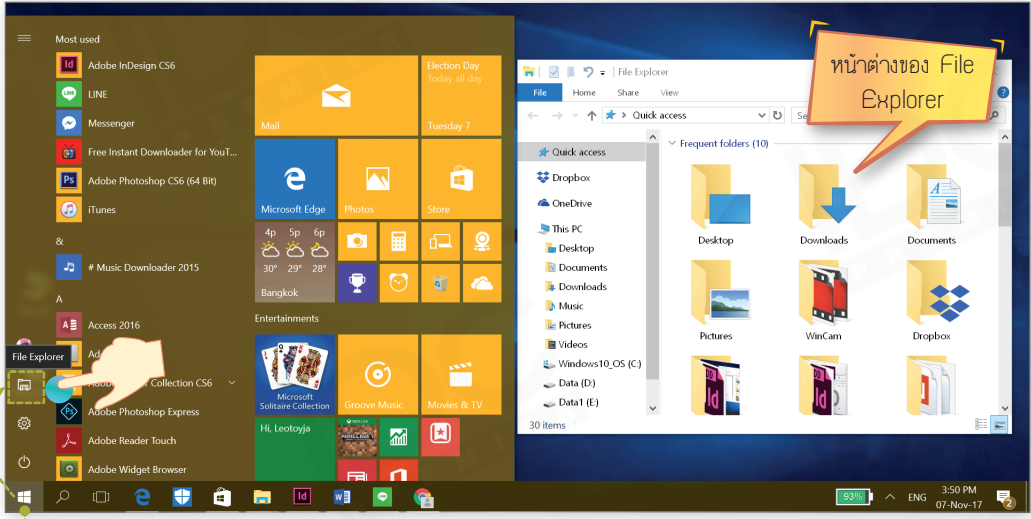 Most used
Adobe InDesign CS6
LINE
Messenger
Free Instant Downloader for YouT...
Adobe Photoshop CS6 (64 Bit)
iTunes
&
# Music Downloader 2015
A
Access 2016
File Explorer
Collection CS6
Adobe Photoshop Express
Adobe Reader Touch
Adobe Widget Browser
Mail
Election Day
Today all day
Tuesday 7
Microsoft Edge
Photos
Store
4p 5p 6p
30° 29° 28°
Bangkok
Entertainments
Microsoft
Solitaire Collection
Groove Music
Movies & TV
Hi, Leotoyja
MINECRAFT
File Explorer
File Home Share View
Quick access
หน้าต่างของ File
Explorer
Quick access
Dropbox
OneDrive
This PC
Desktop
Documents
Downloads
Music
Pictures
Videos
Windows10_OS (C:)
Data (D:)
Data1 (E:)
Frequent folders (10)
Desktop
Downloads
Documents
Pictures
WinCam
Dropbox
30 items
93%
ENG
3:50 PM
07-Nov-17
2